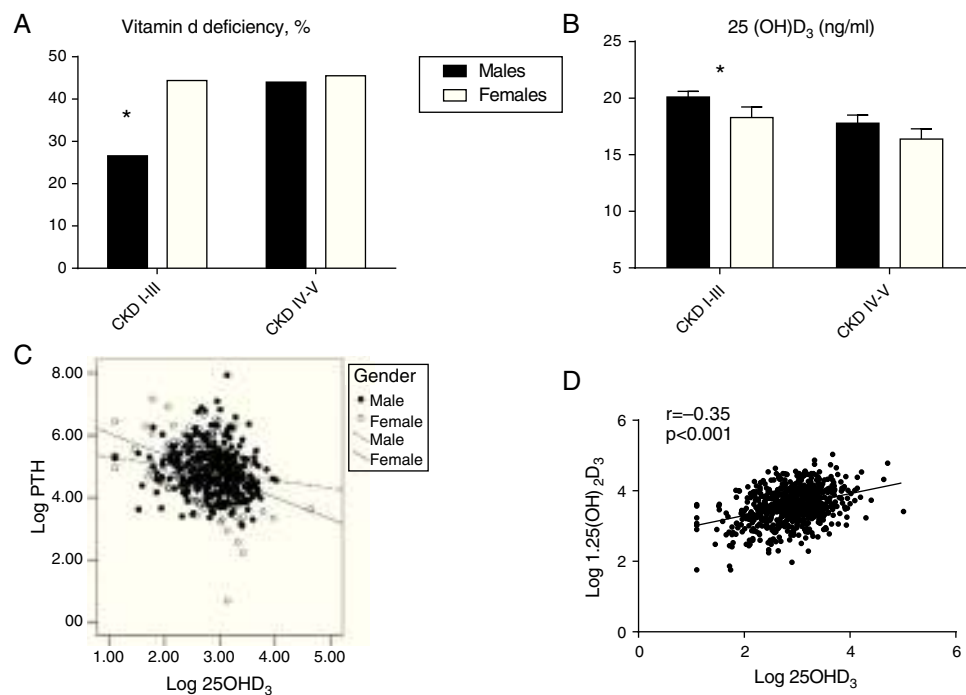 A
Vitamin d deficiency, %
50
40
30
20
10
0
*
CKD I-III
CKD IV-V
Males
Females
B
25 (OH)D₃ (ng/ml)
25
20
15
10
5
*
CKD I-III
CKD IV-V
C
Log PTH
8.00
6.00
4.00
2.00
00
1.00 2.00 3.00 4.00 5.00
Log 25OHD₃
Gender
Male
Female
Male
Female
D
r=−0.35
p<0.001
Log 1.25(OH) ₂D₃
6
4
2
0
0 2 4 6
Log 25OHD₃